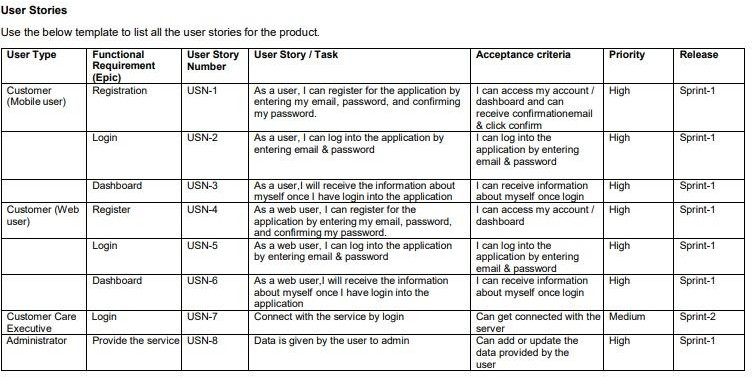 User Stories
Use the below template to list all the user stories for the product.
User Type Functional Requirement (Epic) User Story Number User Story / Task Acceptance criteria Priority Release
Customer (Mobile user) Registration USN-1 As a user, I can register for the application by entering my email, password, and confirming my password. I can access my account / dashboard and can receive confirmationemail & click confirm High Sprint-1
Login USN-2 As a user, I can log into the application by entering email & password I can log into the application by entering email & password High Sprint-1
Dashboard USN-3 As a user,I will receive the information about myself once I have login into the application I can receive information about myself once login High Sprint-1
Customer (Web user) Register USN-4 As a web user, I can register for the application by entering my email, password, and confirming my password. I can access my account / dashboard High Sprint-1
Login USN-5 As a web user, I can log into the application by entering email & password I can log into the application by entering email & password High Sprint-1
Dashboard USN-6 As a web user,I will receive the information about myself once I have login into the application I can receive information about myself once login High Sprint-1
Customer Care Executive Login USN-7 Connect with the service by login Can get connected with the server Medium Sprint-2
Administrator Provide the service USN-8 Data is given by the user to admin Can add or update the data provided by the user High Sprint-1